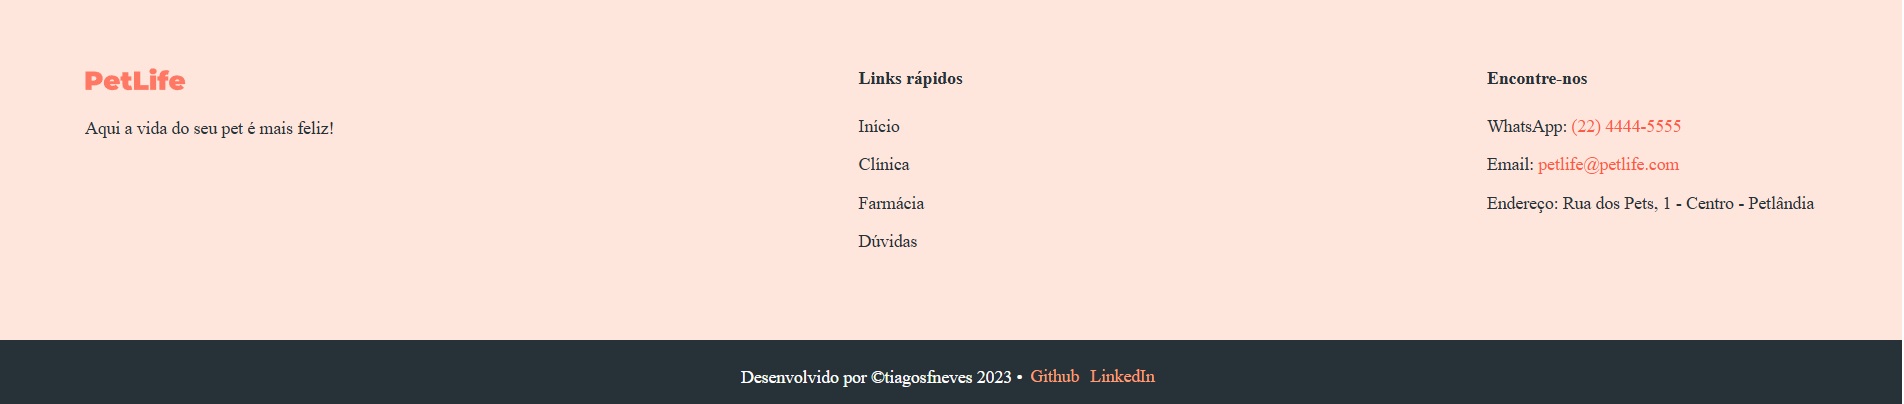 PetLife
Aqui a vida do seu pet é mais feliz!
Links rápidos
Início
Clínica
Farmácia
Dúvidas
Encontre-nos
WhatsApp: (22) 4444-5555
Email: petlife@petlife.com
Endereço: Rua dos Pets, 1 - Centro - Petlândia
Desenvolvido por ©tiagosfneves 2023 • Github LinkedIn